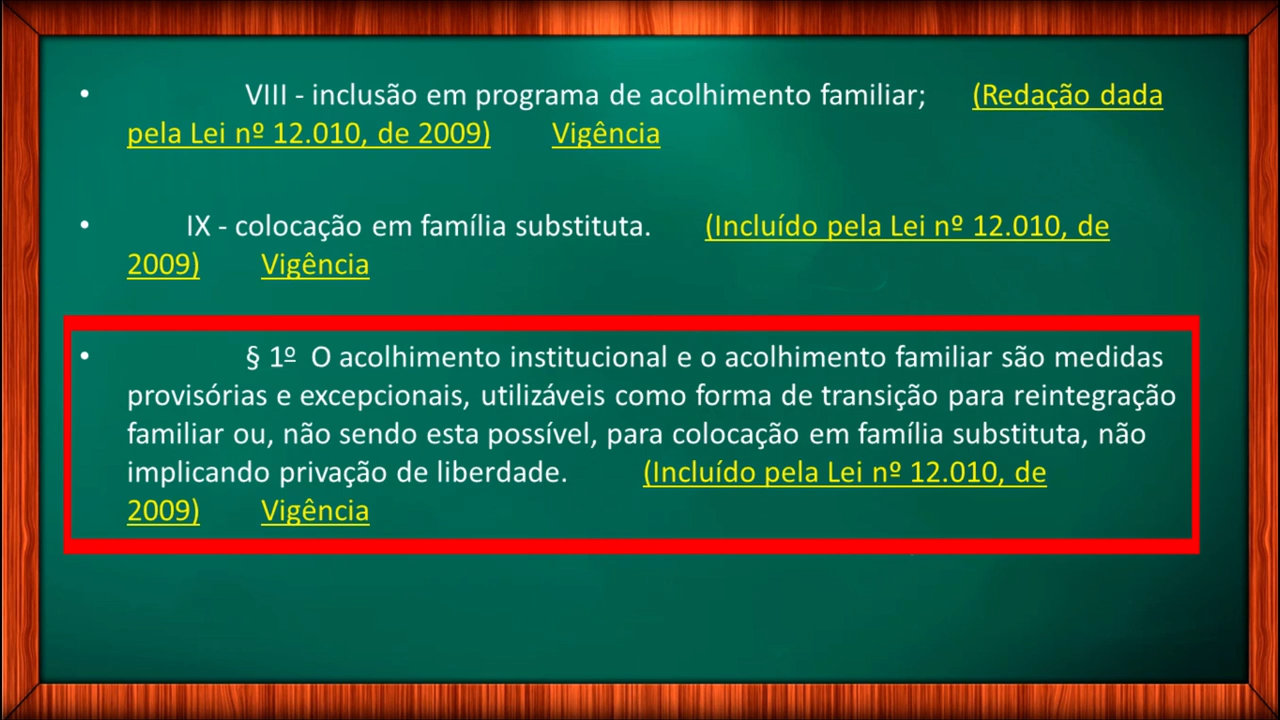 • VIII - inclusão em programa de acolhimento familiar; (Redação dada
pela Lei nº 12.010, de 2009) Vigência
• IX - colocação em família substituta. (Incluído pela Lei nº 12.010, de
2009) Vigência
• § 1º O acolhimento institucional e o acolhimento familiar são medidas
provisórias e excepcionais, utilizáveis como forma de transição para reintegração
familiar ou, não sendo esta possível, para colocação em família substituta, não
implicando privação de liberdade. (Incluído pela Lei nº 12.010, de
2009) Vigência